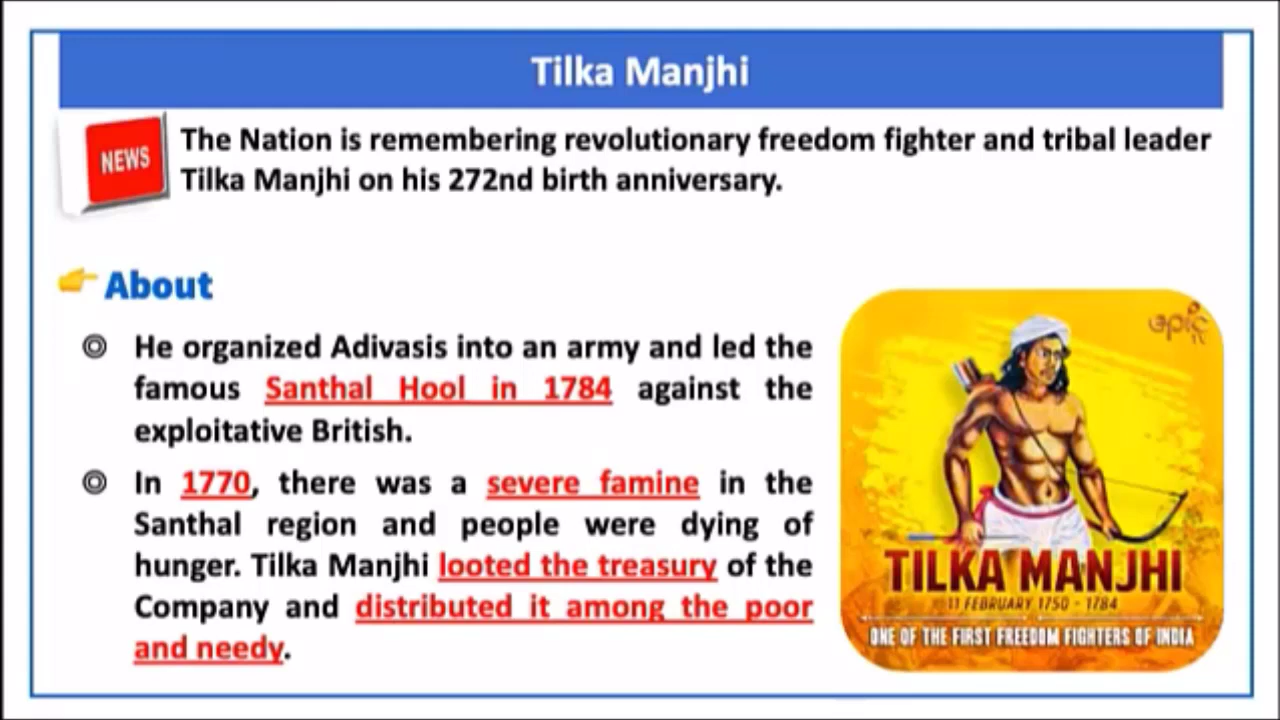 Tilka Manjhi
NEWS
The Nation is remembering revolutionary freedom fighter and tribal leader
Tilka Manjhi on his 272nd birth anniversary.
About
He organized Adivasis into an army and led the
famous Santhal Hool in 1784 against the
exploitative British.
In 1770, there was a severe famine in the
Santhal region and people were dying of
hunger. Tilka Manjhi looted the treasury of the
Company and distributed it among the poor
and needy.
epic
TILKA MANJHI
11 FEBRUARY 1750 - 1784
ONE OF THE FIRST FREEDOM FIGHTERS OF INDIA